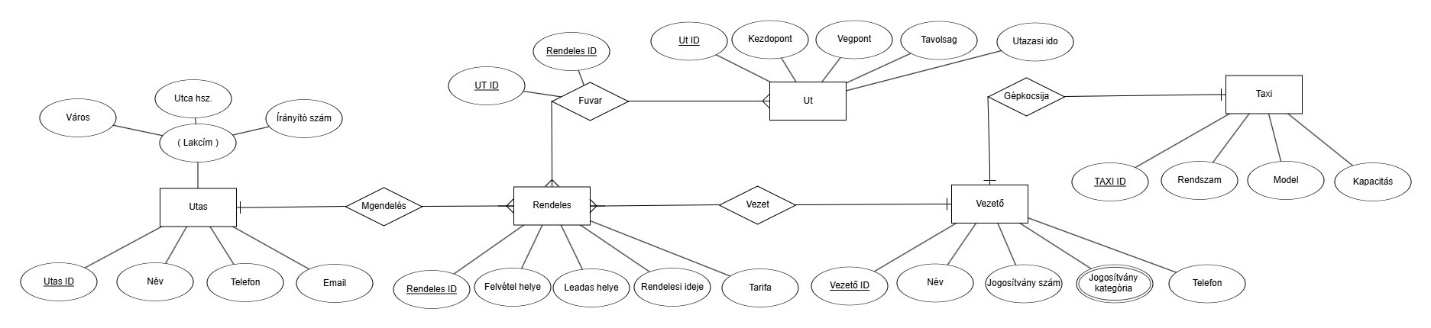 Rendeles ID
UT ID
Fuvar
Ut ID
Kezdopont
Vegpont
Tavolsag
Utazasi ido
Ut
Gépkocsija
Taxi
TAXI ID
Rendszam
Model
Kapacitás
Város
Utca hsz.
Írányító szám
( Lakcím )
Utas
Mgendelés
Rendeles
Vezet
Vezető
Utas ID
Név
Telefon
Email
Rendeles ID
Felvétel helye
Leadas helye
Rendelesi ideje
Tarifa
Vezető ID
Név
Jogosítvány szám
Jogosítvány
kategória
Telefon